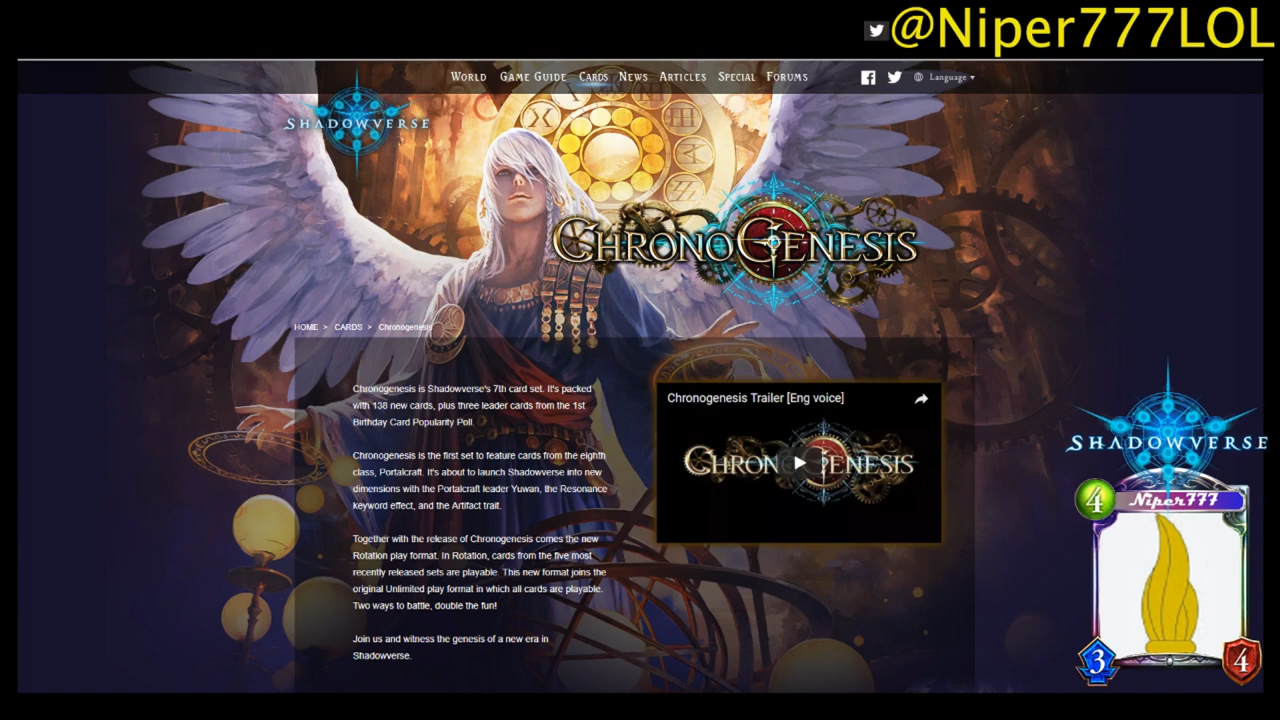 @Niper777LOL
World Game Guide Cards News Articles Special Forums Language
SHADOWVERSE
CHRONOGENESIS
HOME > CARDS > Chronogenesis
Chronogenesis is Shadowverse's 7th card set. It's packed
with 138 new cards, plus three leader cards from the 1st
Birthday Card Popularity Poll.
Chronogenesis is the first set to feature cards from the eighth
class, Portalcraft. It's about to launch Shadowverse into new
dimensions with the Portalcraft leader Yuwan, the Resonance
keyword effect, and the Artifact trait.
Together with the release of Chronogenesis comes the new
Rotation play format. In Rotation, cards from the five most
recently released sets are playable. This new format joins the
original Unlimited play format in which all cards are playable.
Two ways to battle, double the fun!
Join us and witness the genesis of a new era in
Shadowverse.
Chronogenesis Trailer [Eng voice]
CHRONOGENESIS
SHADOWVERSE
4 Niper777
3 4